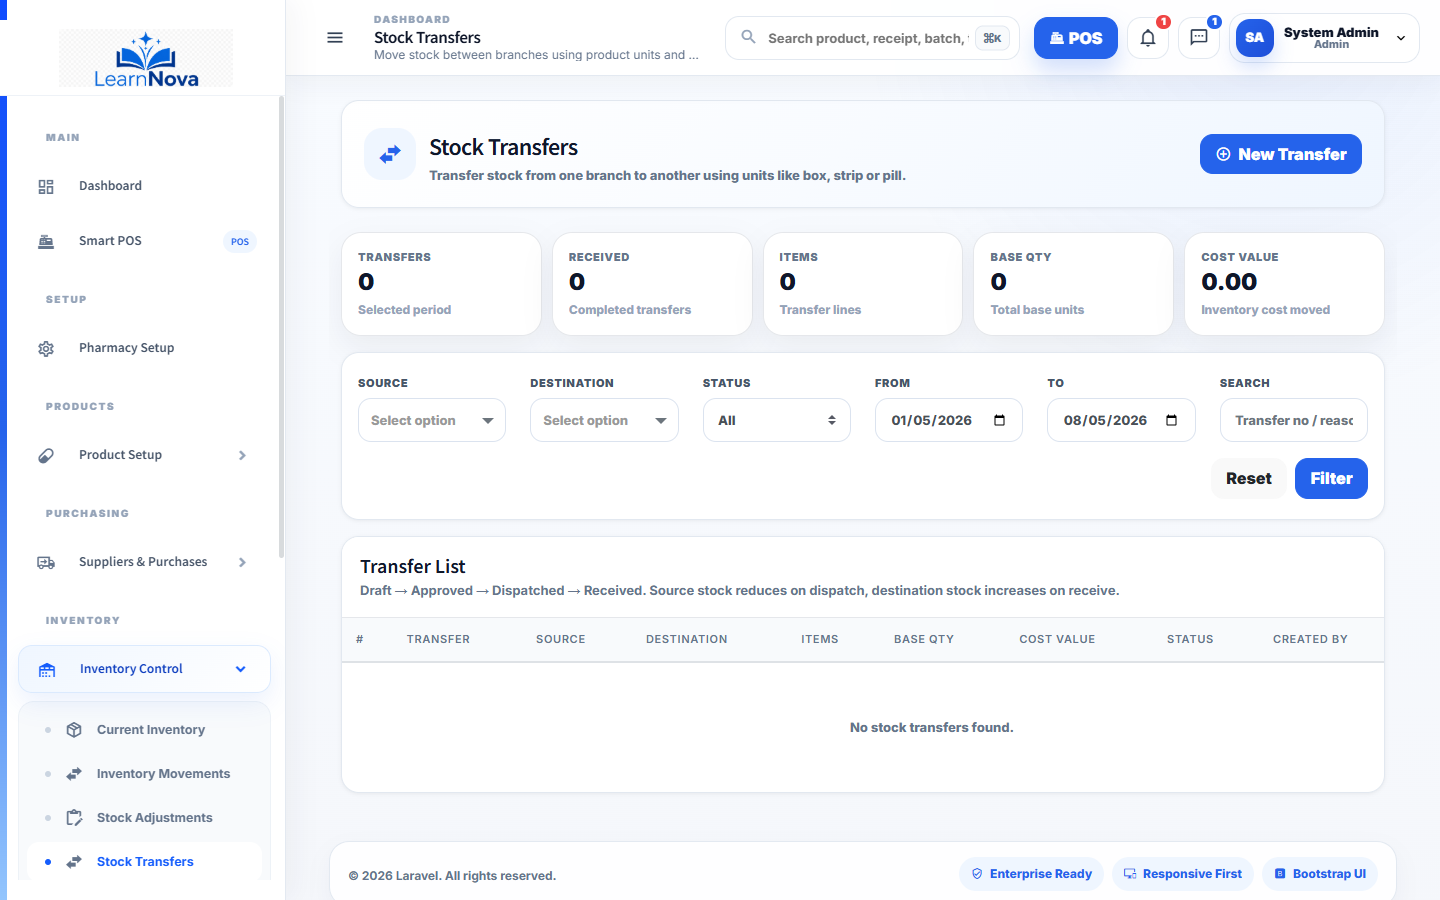 LearnNova
MAIN
Dashboard
Smart POS
POS
SETUP
Pharmacy Setup
PRODUCTS
Product Setup
PURCHASING
Suppliers & Purchases
INVENTORY
Inventory Control
Current Inventory
Inventory Movements
Stock Adjustments
Stock Transfers
DASHBOARD
Stock Transfers
Move stock between branches using product units and ...
Search product, receipt, batch,
⌘K
POS
1
1
SA
System Admin
Admin
Stock Transfers
Transfer stock from one branch to another using units like box, strip or pill.
New Transfer
TRANSFERS
0
Selected period
RECEIVED
0
Completed transfers
ITEMS
0
Transfer lines
BASE QTY
0
Total base units
COST VALUE
0.00
Inventory cost moved
SOURCE
Select option
DESTINATION
Select option
STATUS
All
FROM
01/05/2026
TO
08/05/2026
SEARCH
Transfer no / reasc
Reset
Filter
Transfer List
Draft → Approved → Dispatched → Received. Source stock reduces on dispatch, destination stock increases on receive.
# TRANSFER SOURCE DESTINATION ITEMS BASE QTY COST VALUE STATUS CREATED BY
No stock transfers found.
© 2026 Laravel. All rights reserved.
Enterprise Ready
Responsive First
Bootstrap UI